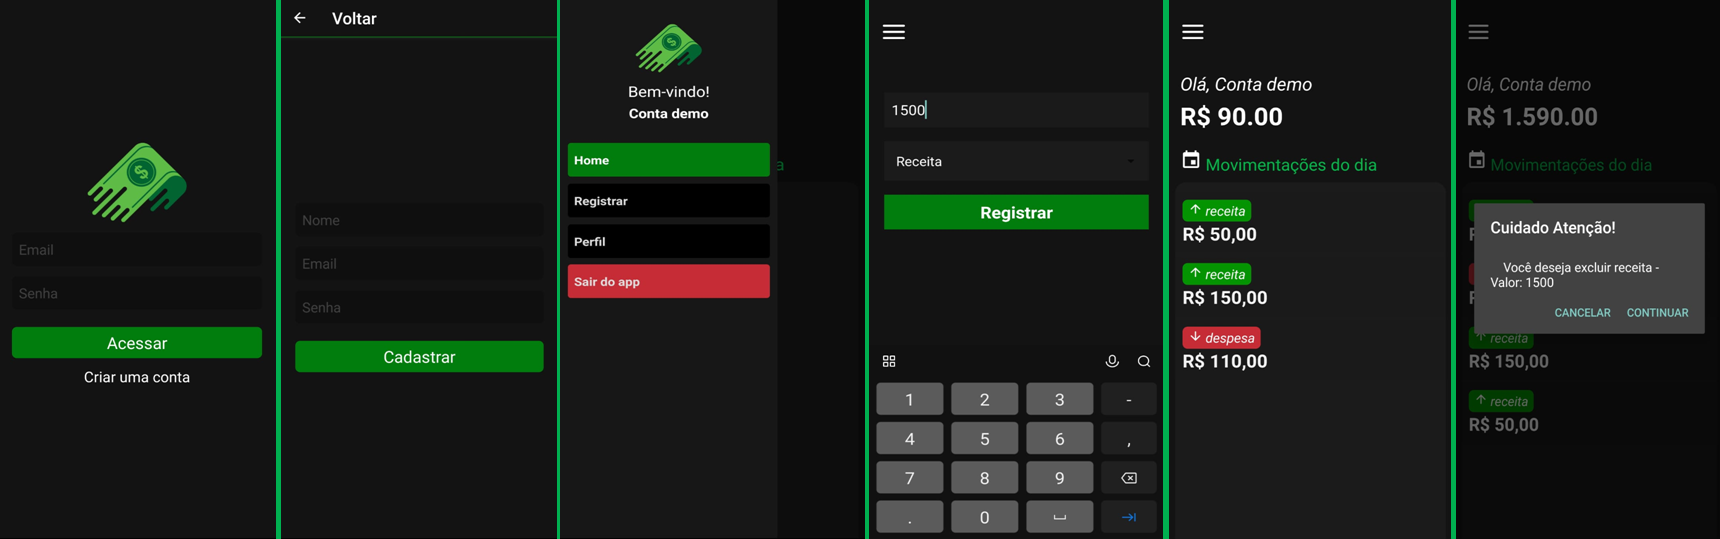 Email
Senha
Acessar
Criar uma conta
Voltar
Nome
Email
Senha
Cadastrar
Bem-vindo!
Conta demo
Home
Registrar
Perfil
Sair do app
a
1500
Receita
Registrar
1 2 3 -
4 5 6 ,
7 8 9
. 0
Olá, Conta demo
R$ 90.00
Movimentações do dia
receita
R$ 50,00
receita
R$ 150,00
despesa
R$ 110,00
Olá, Conta demo
R$ 1.590.00
Movimentações do dia
R
Cuidado Atenção!
Você deseja excluir receita -
Valor: 1500
CANCELAR CONTINUAR
R
receita
R$ 150,00
receita
R$ 50,00